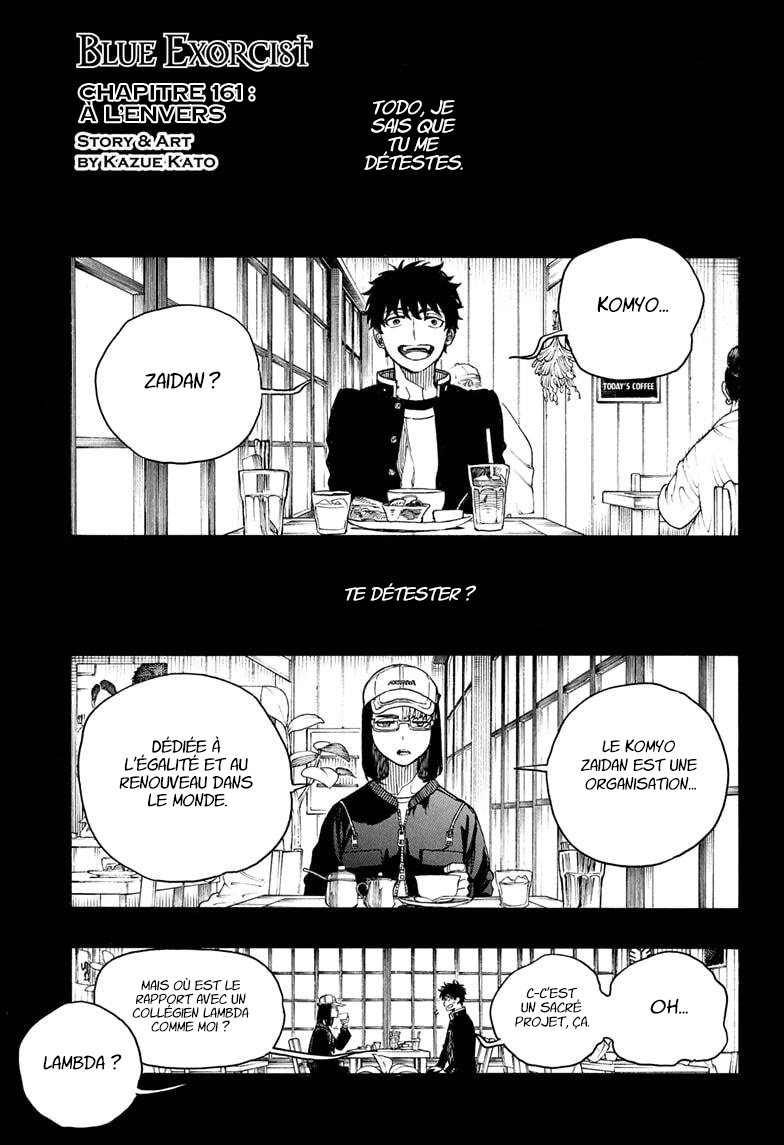 BLUE EXORCIST
CHAPITRE 161 :
À L'ENVERS
STORY & ART
BY KAZUE KATO
TODO, JE
SAIS QUE
TU ME
DÉTESTES.
KOMYO...
ZAIDAN ?
TODAY'S COFFEE
TE DÉTESTER ?
LE KOMYO
ZAIDAN EST UNE
ORGANISATION...
DÉDIÉE À
L'ÉGALITÉ ET AU
RENOUVEAU DANS
LE MONDE.
OH...
C-C'EST
UN SACRÉ
PROJET, ÇA.
MAIS OÙ EST LE
RAPPORT AVEC UN
COLLÉGIEN LAMBDA
COMME MOI ?
LAMBDA ?